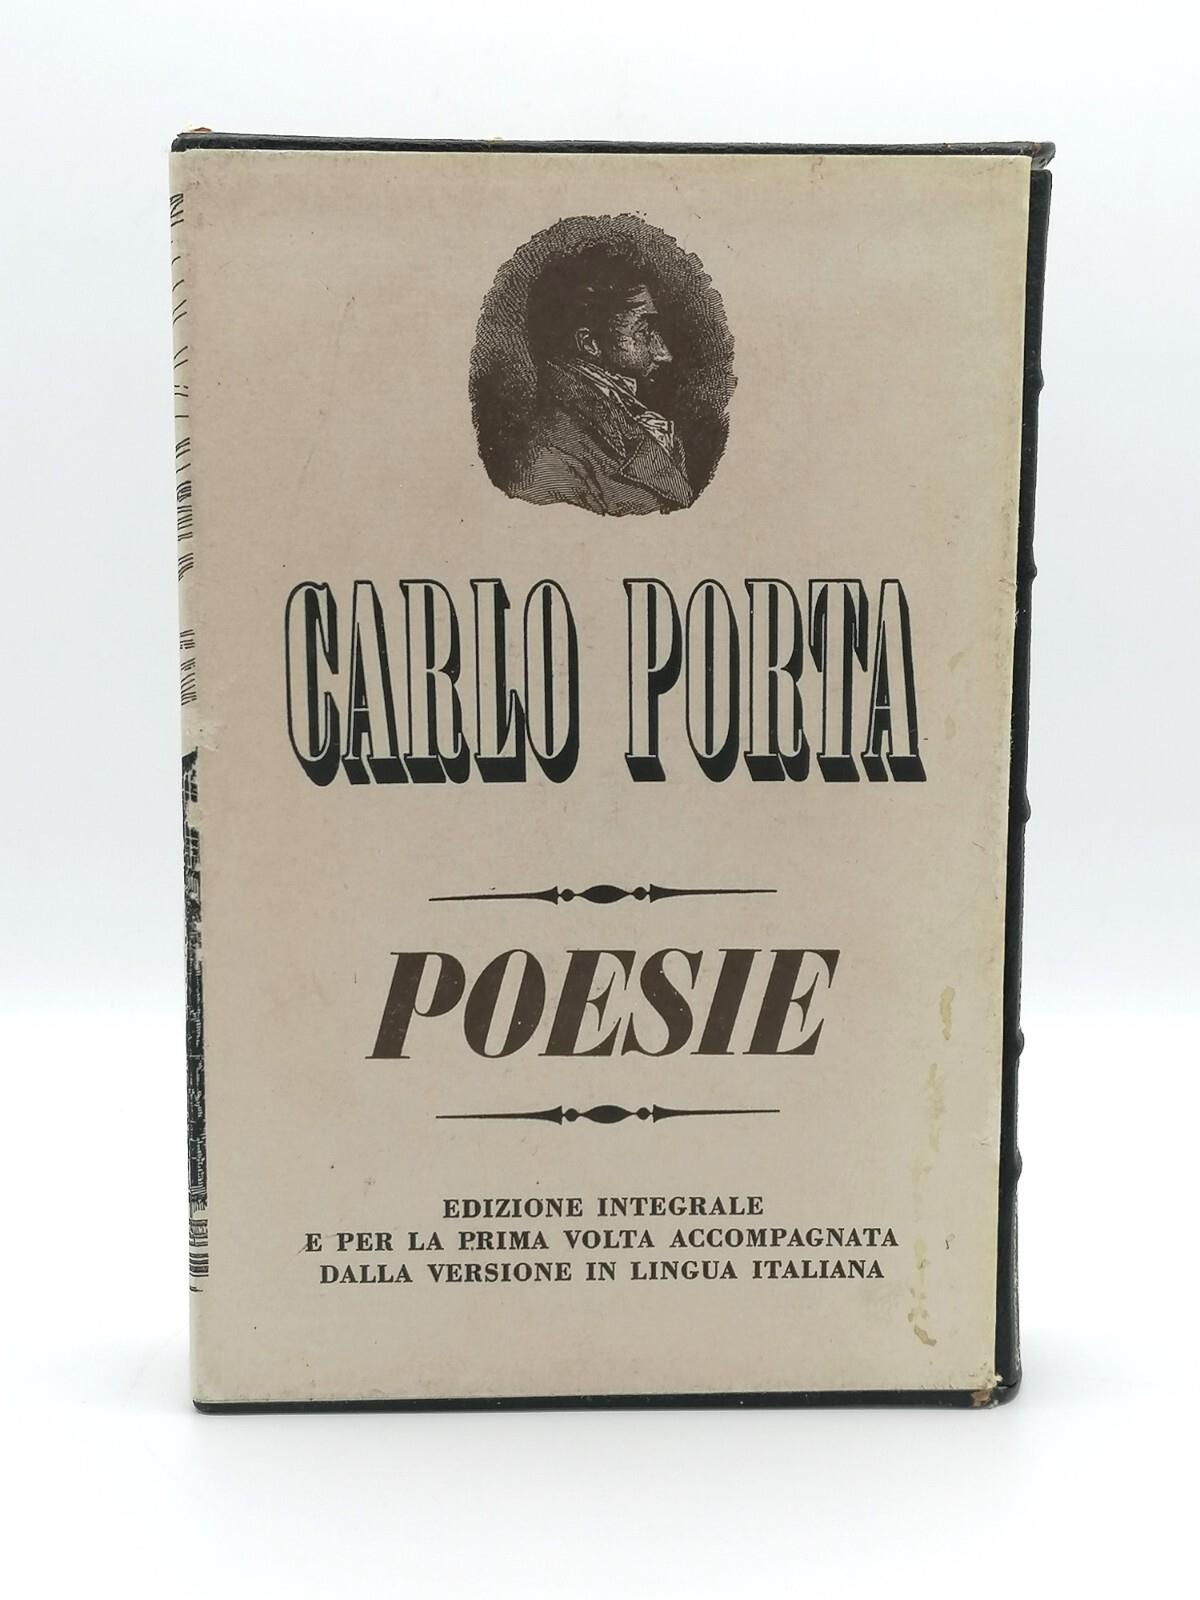 CARLO PORTA
POESIE
EDIZIONE INTEGRALE
E PER LA PRIMA VOLTA ACCOMPAGNATA
DALLA VERSIONE IN LINGUA ITALIANA